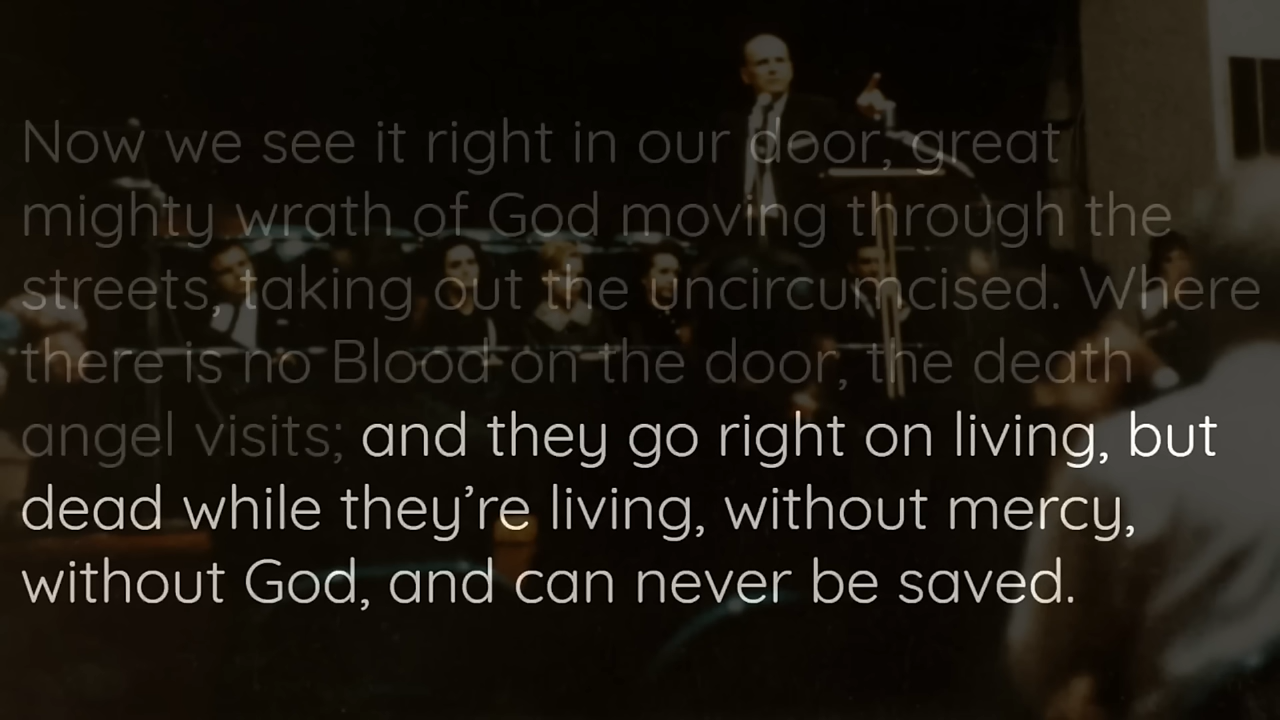 Now we see it right in our door, great
mighty wrath of God moving through the
streets, taking out the uncircumcised. Where
there is no Blood on the door, the death
angel visits; and they go right on living, but
dead while they’re living, without mercy,
without God, and can never be saved.